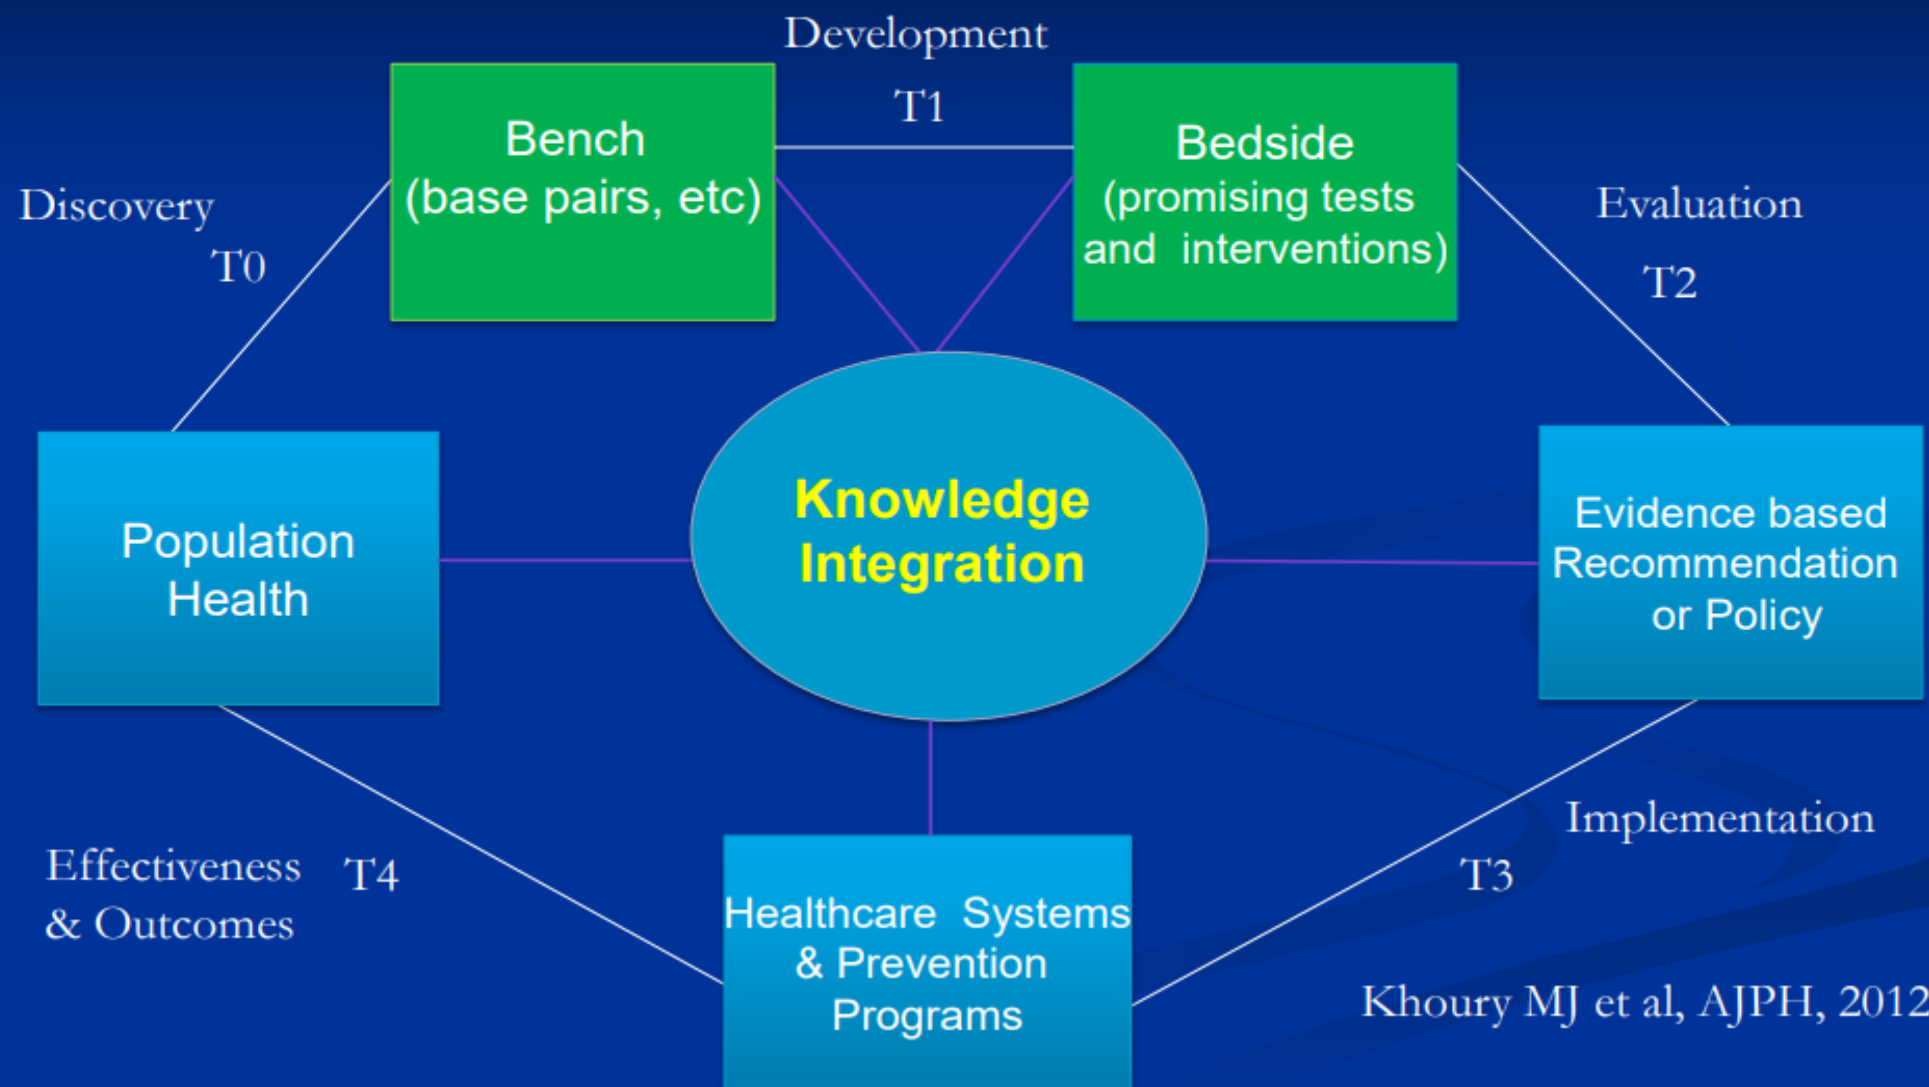 Development
T1
Bench
(base pairs, etc)
Bedside
(promising tests
and interventions)
Discovery
T0
Evaluation
T2
Knowledge
Integration
Population
Health
Evidence based
Recommendation
or Policy
Effectiveness
& Outcomes
T4
Healthcare Systems
& Prevention
Programs
Implementation
T3
Khoury MJ et al, AJPH, 2012